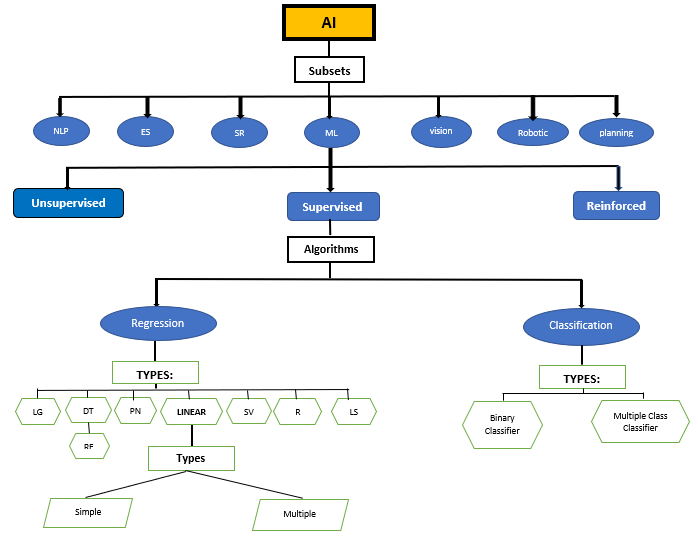 AI
Subsets
NLP
ES
SR
ML
vision
Robotic
planning
Unsupervised
Supervised
Reinforced
Algorithms
Regression
Classification
TYPES:
TYPES:
LG
DT
PN
LINEAR
SV
R
LS
Binary
Classifier
Multiple Class
Classifier
RF
Types
Simple
Multiple